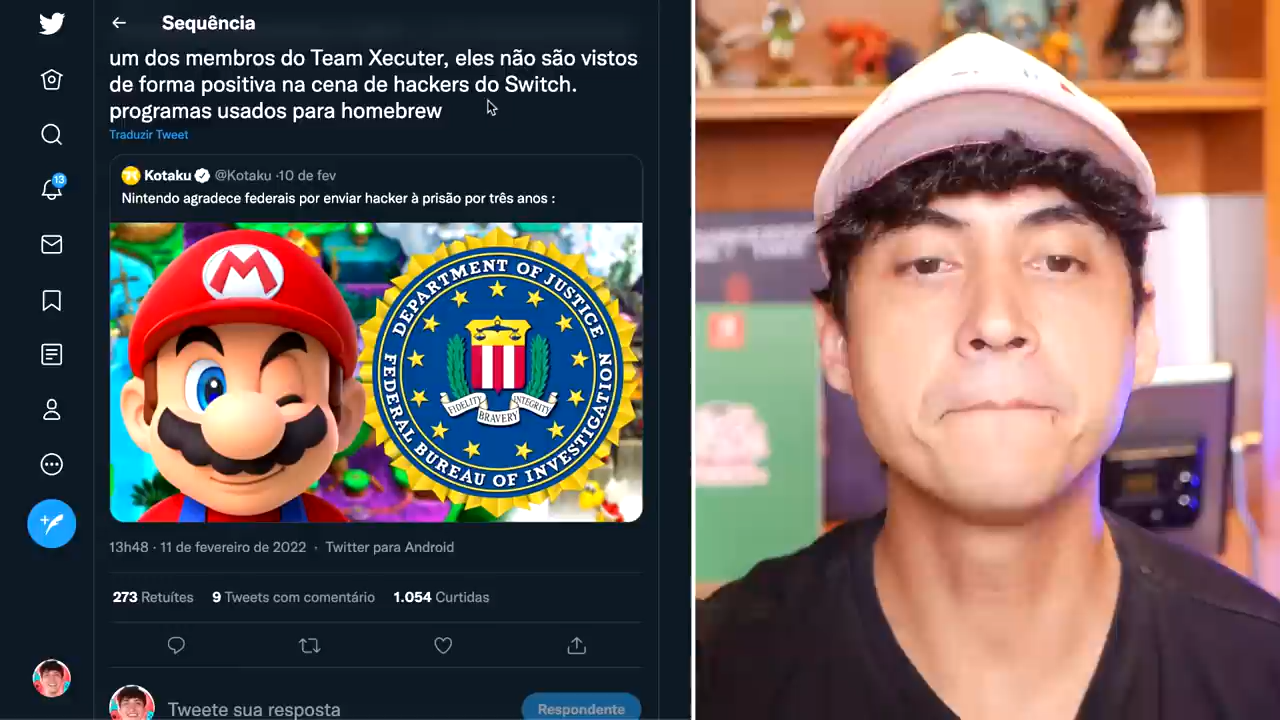 Sequência
um dos membros do Team Xecuter, eles não são vistos
de forma positiva na cena de hackers do Switch.
programas usados para homebrew
Traduzir Tweet
Kotaku @Kotaku ·10 de fev
Nintendo agradece federais por enviar hacker à prisão por três anos :
M
DEPARTMENT OF JUSTICE
FIDELITY BRAVERY INTEGRITY
FEDERAL BUREAU OF INVESTIGATION
13h48 · 11 de fevereiro de 2022 · Twitter para Android
273 Retuítes 9 Tweets com comentário 1.054 Curtidas
Tweete sua resposta
Respondente
13